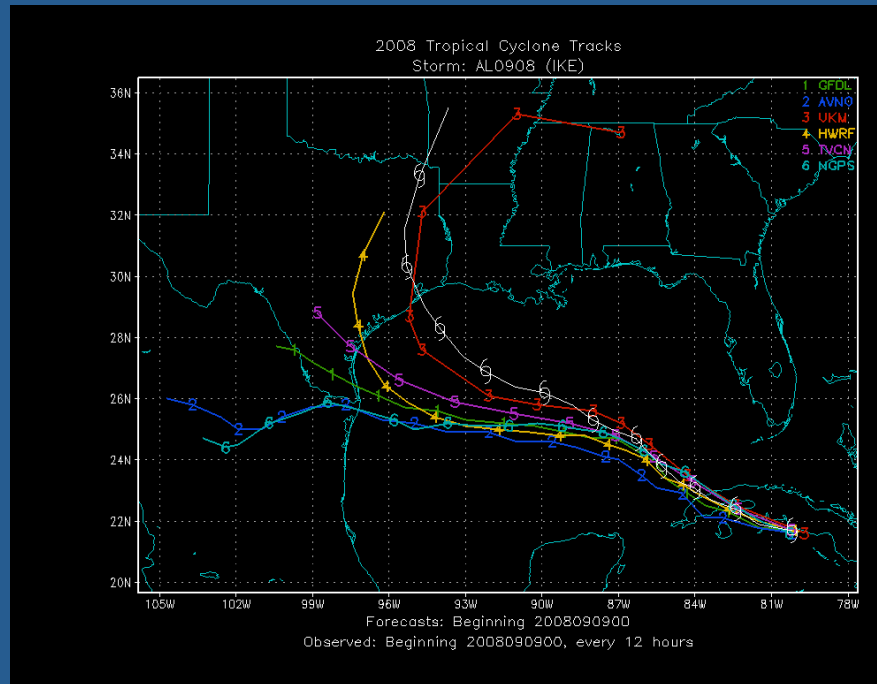 2008 Tropical Cyclone Tracks
Storm: AL0908 (IKE)
1 GFDL
2 AVNO
3 UKM
4 HWRF
5 TVCN
6 NGPS
36N
34N
32N
30N
28N
26N
24N
22N
20N
105W 102W 99W 96W 93W 90W 87W 84W 81W 78W
Forecasts: Beginning 2008090900
Observed: Beginning 2008090900, every 12 hours